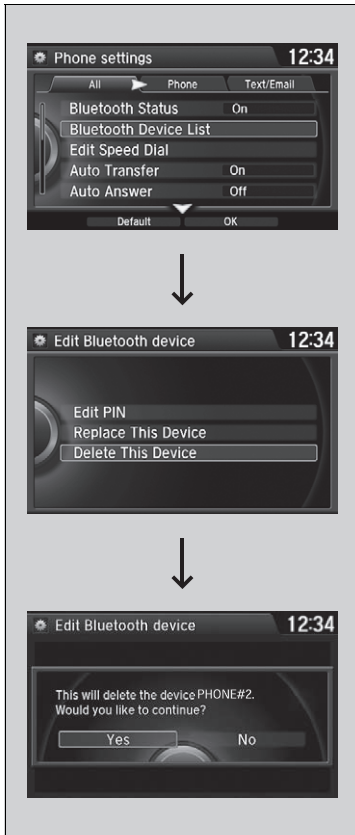 Phone settings 12:34
All Phone Text/Email
Bluetooth Status On
Bluetooth Device List
Edit Speed Dial
Auto Transfer On
Auto Answer Off
Default OK
Edit Bluetooth device 12:34
Edit PIN
Replace This Device
Delete This Device
Edit Bluetooth device 12:34
This will delete the device PHONE#2.
Would you like to continue?
Yes No